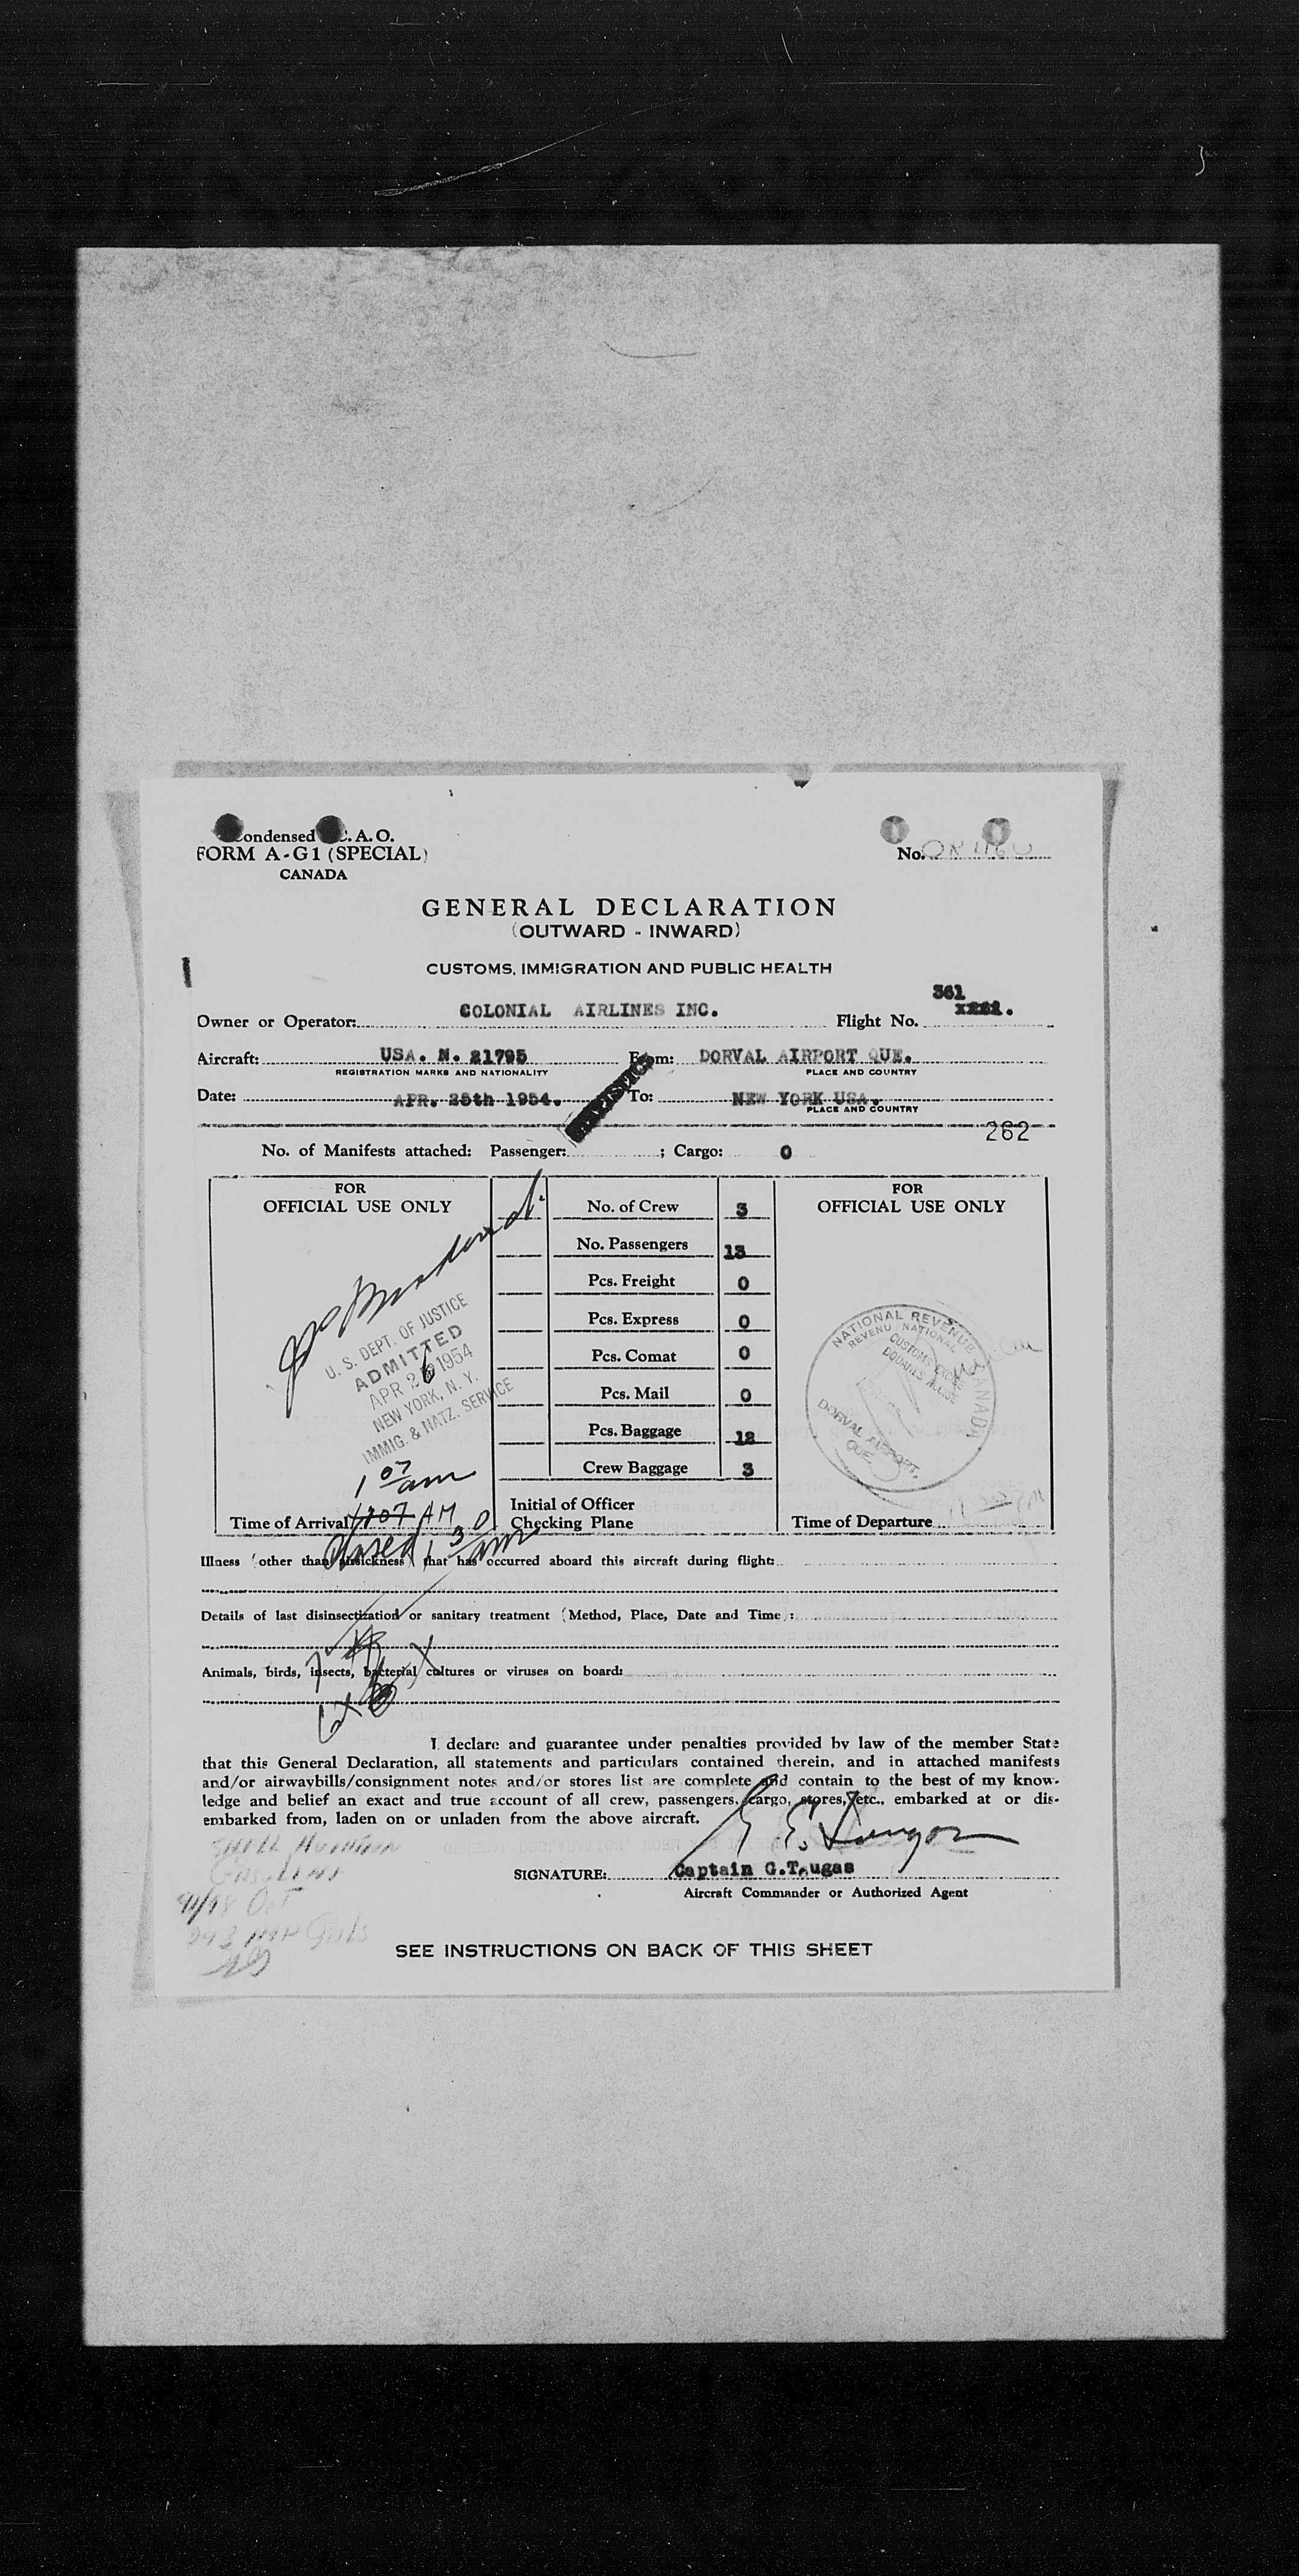 Condensed I.C.A.O.
FORM A-G1 (SPECIAL)
CANADA
No.
GENERAL DECLARATION
(OUTWARD - INWARD)
CUSTOMS, IMMIGRATION AND PUBLIC HEALTH
361
Owner or Operator: COLONIAL AIRLINES INC. Flight No.
Aircraft: USA. N. 21795 From: DORVAL AIRPORT QUE.
REGISTRATION MARKS AND NATIONALITY PLACE AND COUNTRY
STATISTICS
Date: APR. 25th 1954. To: NEW YORK USA.
PLACE AND COUNTRY
262
No. of Manifests attached: Passenger: ; Cargo: 0
FOR
OFFICIAL USE ONLY
U. S. DEPT. OF JUSTICE
ADMITTED
APR 26 1954
NEW YORK, N. Y.
IMMIG. & NATZ. SERVICE
1 07 am
Time of Arrival 1207 AM
Closed 1 30 am
No. of Crew 3
No. Passengers 13
Pcs. Freight 0
Pcs. Express 0
Pcs. Comat 0
Pcs. Mail 0
Pcs. Baggage 12
Crew Baggage 3
Initial of Officer
Checking Plane
FOR
OFFICIAL USE ONLY
NATIONAL REVENUE CANADA
REVENU NATIONAL
CUSTOMS EXCISE
DOUANES ACCISE
DORVAL AIRPORT,
QUE.
Time of Departure
Illness (other than airsickness) that has occurred aboard this aircraft during flight:
Details of last disinsectization or sanitary treatment (Method, Place, Date and Time):
Animals, birds, insects, bacterial cultures or viruses on board:
I declare and guarantee under penalties provided by law of the member State
that this General Declaration, all statements and particulars contained therein, and in attached manifests
and/or airwaybills/consignment notes and/or stores list are complete and contain to the best of my know-
ledge and belief an exact and true account of all crew, passengers, cargo, stores, etc., embarked at or dis-
embarked from, laden on or unladen from the above aircraft.
SHELL AVIATION
GASOLINE
91/98 OCT
SIGNATURE: Captain G.T.ugas
Aircraft Commander or Authorized Agent
SEE INSTRUCTIONS ON BACK OF THIS SHEET